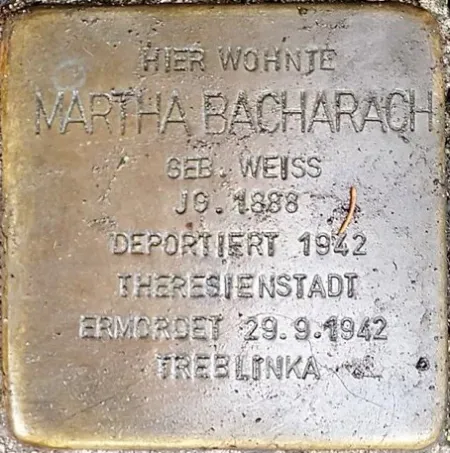 HIER WOHNTE
MARTHA BACHARACH
GEB. WEISS
JG. 1888
DEPORTIERT 1942
THERESIENSTADT
ERMORDET 29.9.1942
TREBLINKA